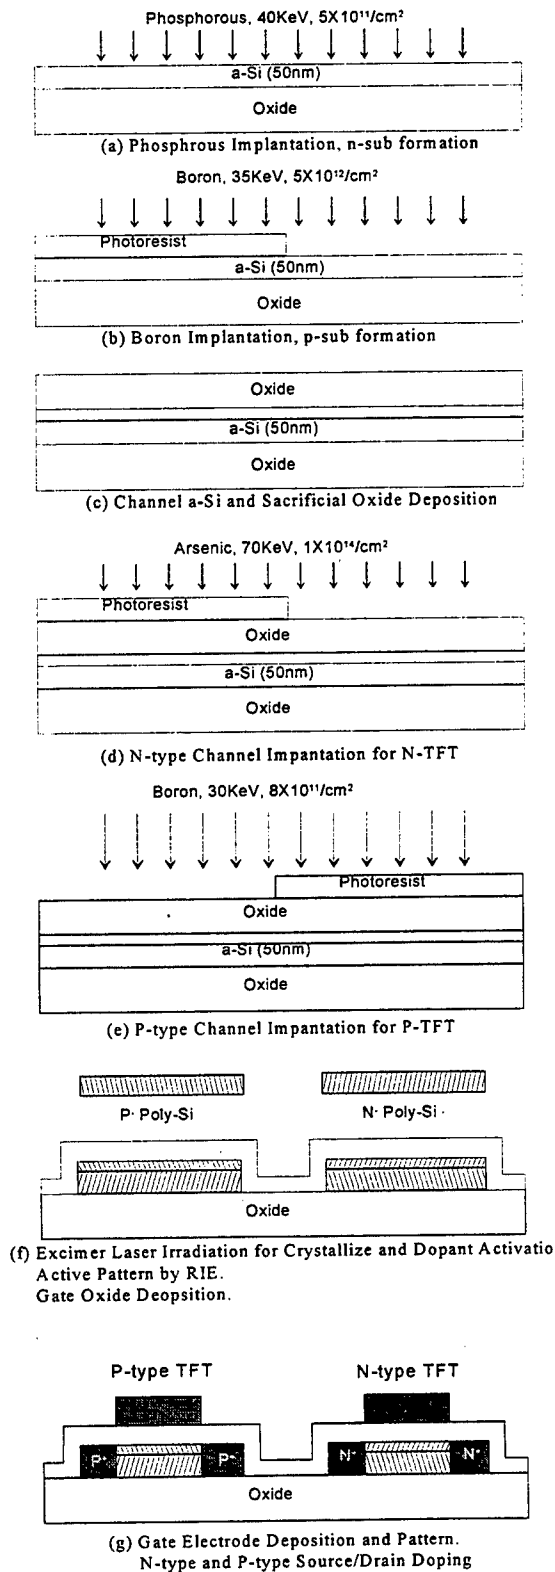 Phosphorous, 40KeV, 5X10¹¹/cm²
a-Si (50nm)
Oxide
(a) Phosphrous Implantation, n-sub formation
Boron, 35KeV, 5X10¹²/cm²
Photoresist
a-Si (50nm)
Oxide
(b) Boron Implantation, p-sub formation
Oxide
a-Si (50nm)
Oxide
(c) Channel a-Si and Sacrificial Oxide Deposition
Arsenic, 70KeV, 1X10¹⁴/cm²
Photoresist
Oxide
a-Si (50nm)
Oxide
(d) N-type Channel Impantation for N-TFT
Boron, 30KeV, 8X10¹¹/cm²
Photoresist
Oxide
a-Si (50nm)
Oxide
(e) P-type Channel Impantation for P-TFT
P⁻ Poly-Si N⁻ Poly-Si
Oxide
(f) Excimer Laser Irradiation for Crystallize and Dopant Activatio
Active Pattern by RIE.
Gate Oxide Deopsition.
P-type TFT N-type TFT
P⁺ P⁺ N⁺ N⁺
Oxide
(g) Gate Electrode Deposition and Pattern.
N-type and P-type Source/Drain Doping